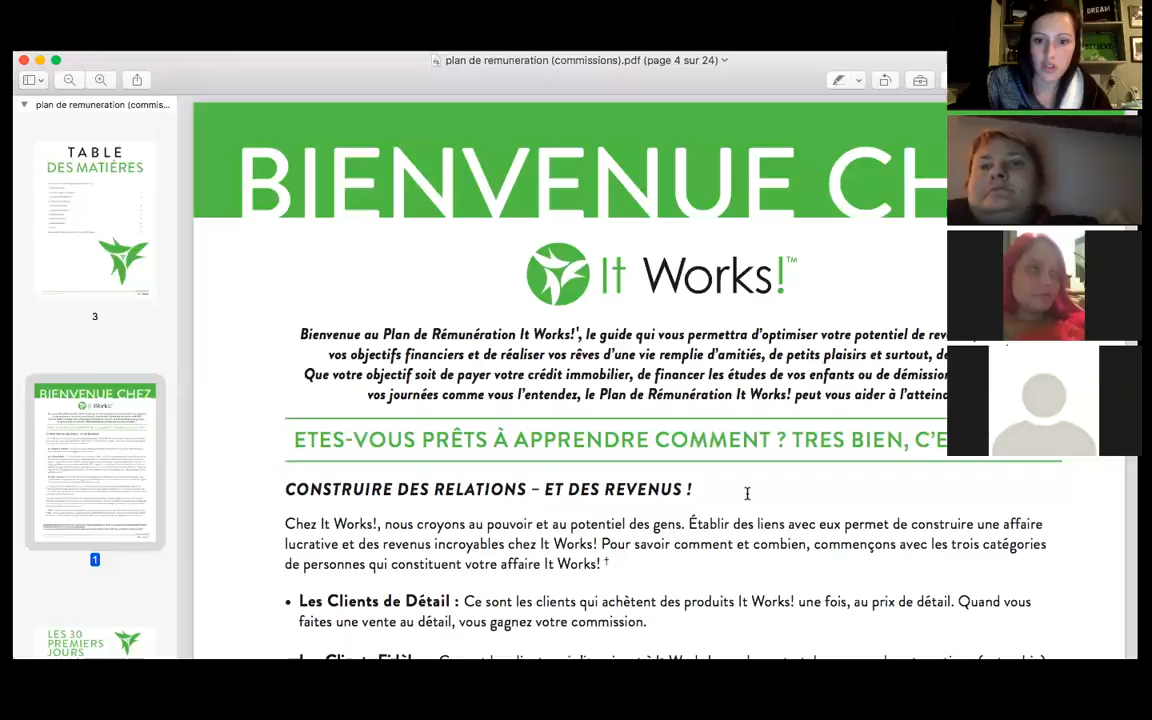 plan de remuneration (commissions).pdf (page 4 sur 24)
plan de remuneration (commis...
TABLE
DES MATIÈRES
3
BIENVENUE CHEZ
It Works!
1
LES 30
PREMIERS
JOURS
BIENVENUE CH
It Works!™
Bienvenue au Plan de Rémunération It Works!¹, le guide qui vous permettra d'optimiser votre potentiel de
vos objectifs financiers et de réaliser vos rêves d'une vie remplie d'amitiés, de petits plaisirs et surtout,
Que votre objectif soit de payer votre crédit immobilier, de financer les études de vos enfants ou de démission
vos journées comme vous l'entendez, le Plan de Rémunération It Works! peut vous aider à
ETES-VOUS PRÊTS À APPRENDRE COMMENT ? TRES BIEN, C'E
CONSTRUIRE DES RELATIONS – ET DES REVENUS !
Chez It Works!, nous croyons au pouvoir et au potentiel des gens. Établir des liens avec eux permet de construire une affaire
lucrative et des revenus incroyables chez It Works! Pour savoir comment et combien, commençons avec les trois catégories
de personnes qui constituent votre affaire It Works! †
• Les Clients de Détail : Ce sont les clients qui achètent des produits It Works! une fois, au prix de détail. Quand vous
faites une vente au détail, vous gagnez votre commission.
DREAM
BELIEVE